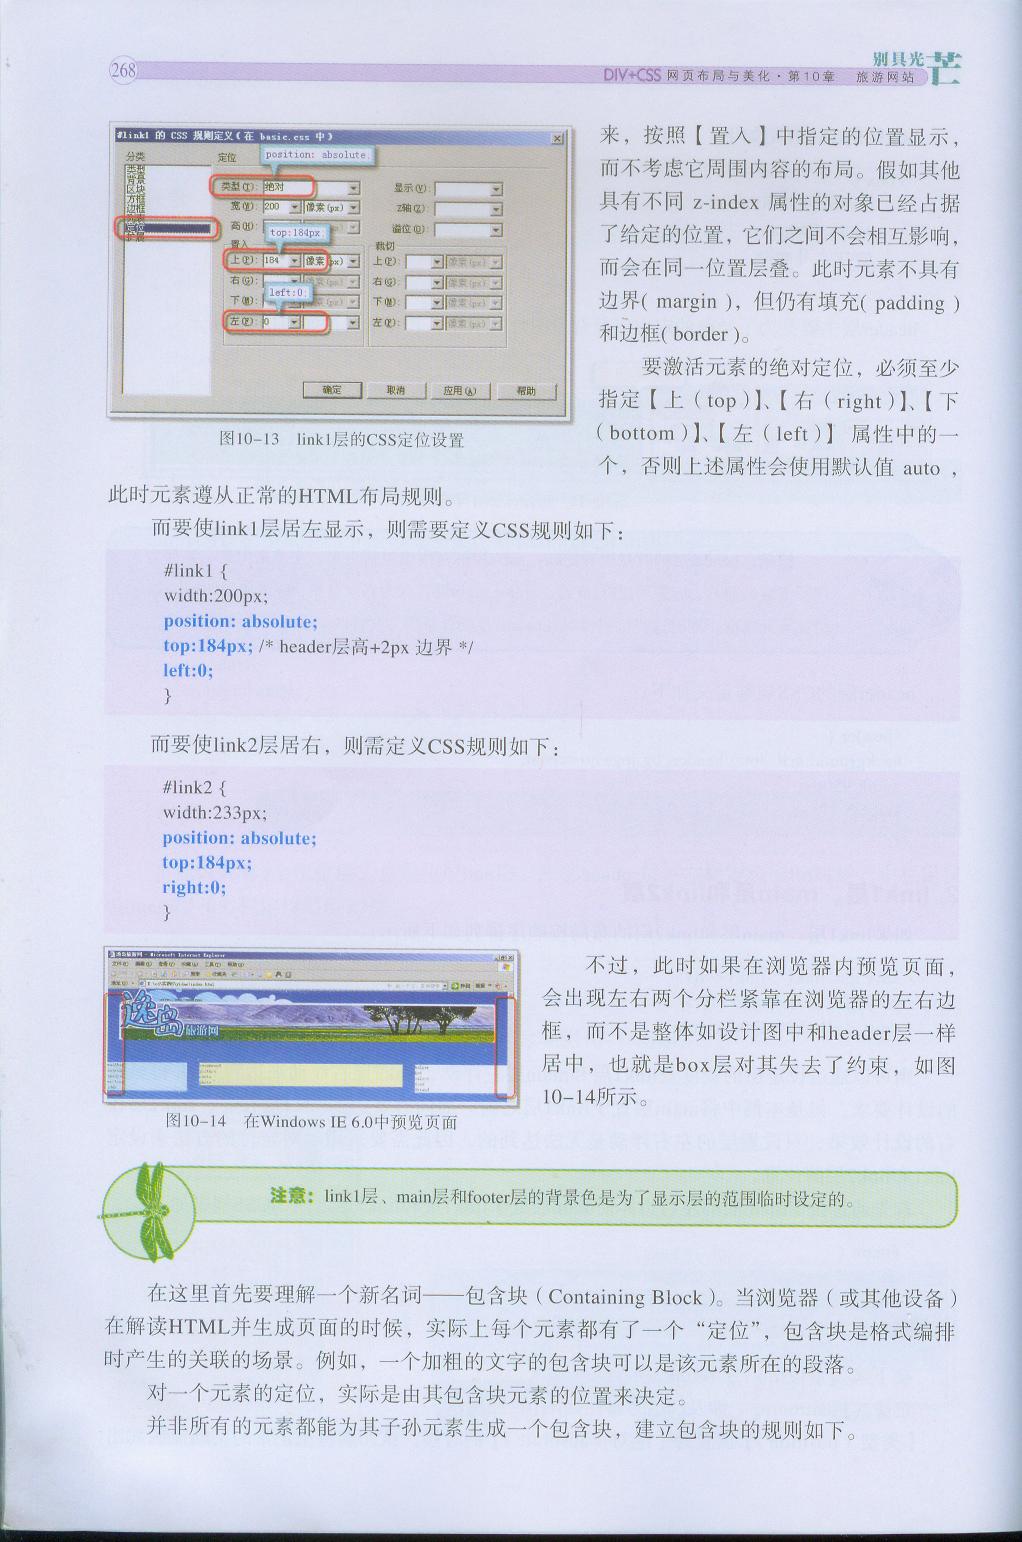 268
别具光芒
DIV+CSS 网页布局与美化·第10章 旅游网站
#link1 的 CSS 规则定义(在 basic.css 中)
分类
类型
背景
区块
方框
边框
列表
定位
扩展
定位
position: absolute;
类型(T): 绝对
宽(W): 200 像素(px)
高(H):
显示(V):
Z轴(Z):
溢位(O):
置入
top:184px;
上(P): 184 像素(px)
右(G):
left:0;
下(M):
左(F): 0
裁切
上(P): 像素(px)
右(G): 像素(px)
下(M): 像素(px)
左(F): 像素(px)
确定 取消 应用(A) 帮助
图10-13 link1层的CSS定位设置
来，按照【置入】中指定的位置显示，
而不考虑它周围内容的布局。假如其他
具有不同 z-index 属性的对象已经占据
了给定的位置，它们之间不会相互影响，
而会在同一位置层叠。此时元素不具有
边界( margin )，但仍有填充( padding )
和边框( border )。
要激活元素的绝对定位，必须至少
指定【上（top）】、【右（right）】、【下
（bottom）】、【左（left）】 属性中的一
个，否则上述属性会使用默认值 auto ，
此时元素遵从正常的HTML布局规则。
而要使link1层居左显示，则需要定义CSS规则如下：
#link1 {
width:200px;
position: absolute;
top:184px; /* header层高+2px 边界 */
left:0;
}
而要使link2层居右，则需定义CSS规则如下：
#link2 {
width:233px;
position: absolute;
top:184px;
right:0;
}
逸岛旅游网
图10-14 在Windows IE 6.0中预览页面
不过，此时如果在浏览器内预览页面，
会出现左右两个分栏紧靠在浏览器的左右边
框，而不是整体如设计图中和header层一样
居中，也就是box层对其失去了约束，如图
10-14所示。
注意：link1层、main层和footer层的背景色是为了显示层的范围临时设定的。
在这里首先要理解一个新名词——包含块（Containing Block）。当浏览器（或其他设备）
在解读HTML并生成页面的时候，实际上每个元素都有了一个“定位”，包含块是格式编排
时产生的关联的场景。例如，一个加粗的文字的包含块可以是该元素所在的段落。
对一个元素的定位，实际是由其包含块元素的位置来决定。
并非所有的元素都能为其子孙元素生成一个包含块，建立包含块的规则如下。